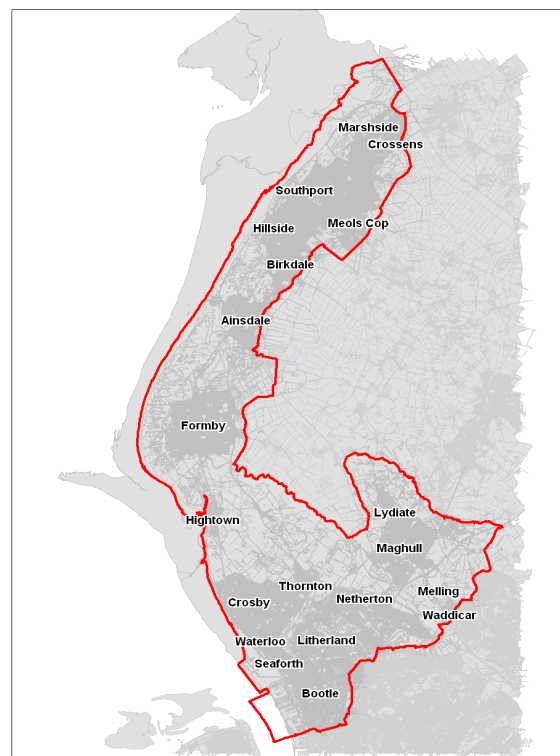 Marshside
Crossens
Southport
Meols Cop
Hillside
Birkdale
Ainsdale
Formby
Lydiate
Hightown
Maghull
Thornton
Melling
Netherton
Crosby
Waddicar
Waterloo
Litherland
Seaforth
Bootle